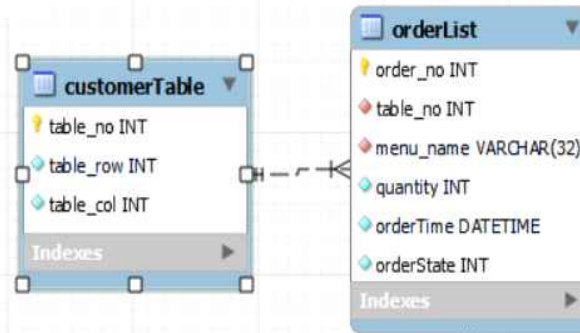 customerTable
table_no INT
table_row INT
table_col INT
Indexes
orderList
order_no INT
table_no INT
menu_name VARCHAR(32)
quantity INT
orderTime DATETIME
orderState INT
Indexes